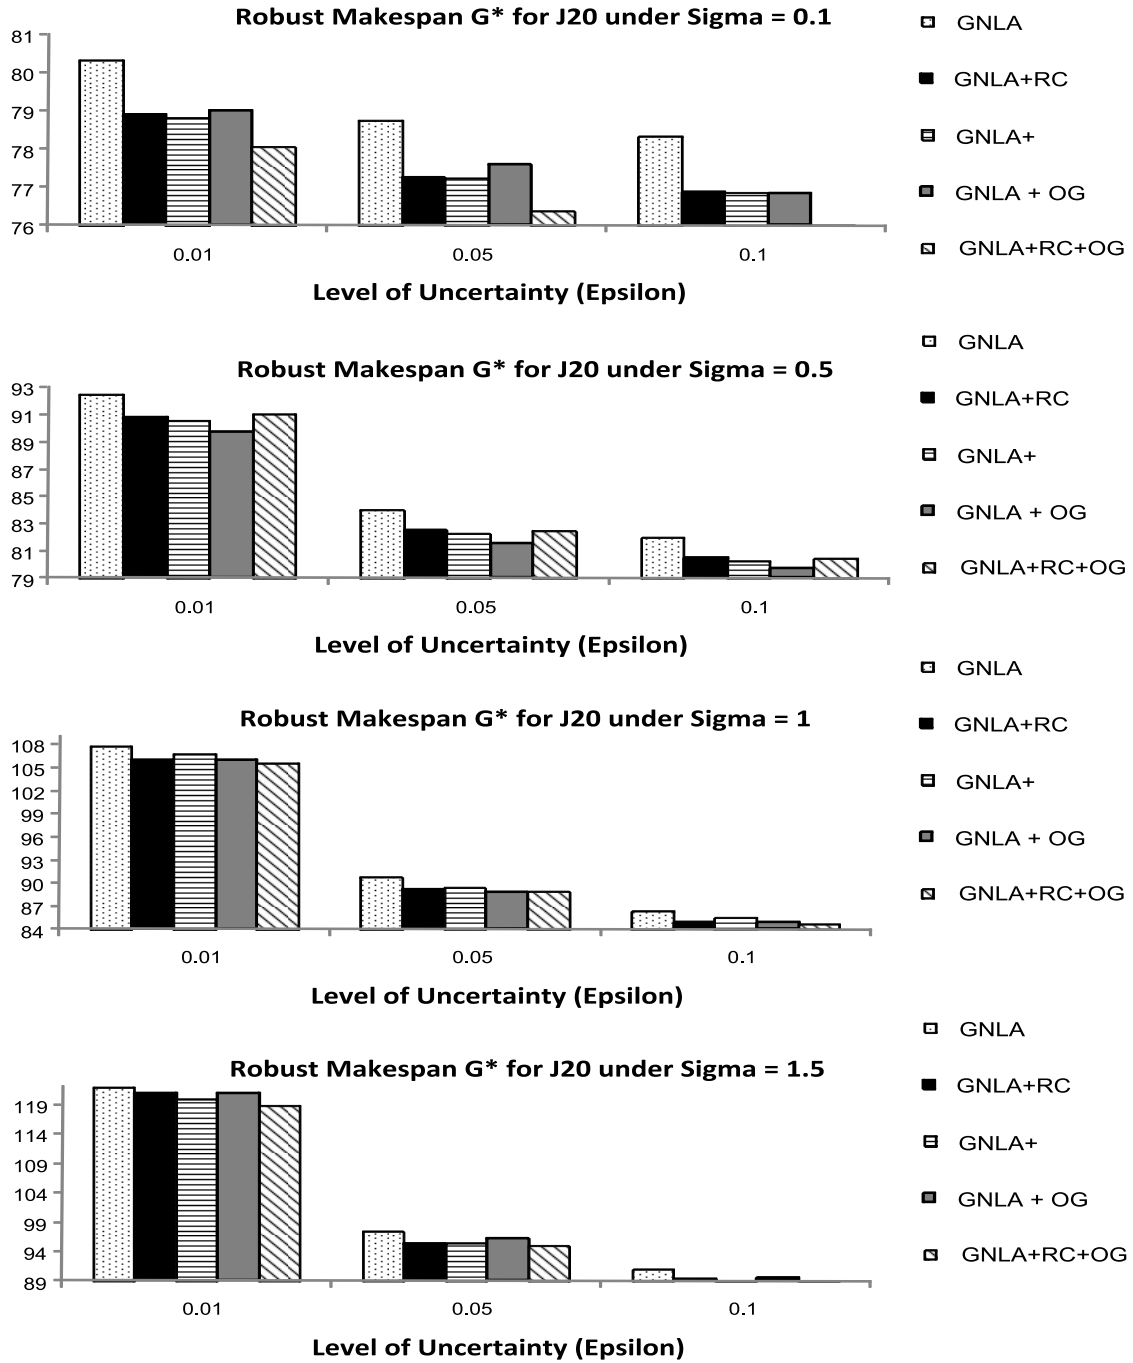 Robust Makespan G* for J20 under Sigma = 0.1
81
80
79
78
77
76
0.01
0.05
0.1
Level of Uncertainty (Epsilon)
GNLA
GNLA+RC
GNLA+
GNLA + OG
GNLA+RC+OG
Robust Makespan G* for J20 under Sigma = 0.5
93
91
89
87
85
83
81
79
0.01
0.05
0.1
Level of Uncertainty (Epsilon)
GNLA
GNLA+RC
GNLA+
GNLA + OG
GNLA+RC+OG
Robust Makespan G* for J20 under Sigma = 1
108
105
102
99
96
93
90
87
84
0.01
0.05
0.1
Level of Uncertainty (Epsilon)
GNLA
GNLA+RC
GNLA+
GNLA + OG
GNLA+RC+OG
Robust Makespan G* for J20 under Sigma = 1.5
119
114
109
104
99
94
89
0.01
0.05
0.1
Level of Uncertainty (Epsilon)
GNLA
GNLA+RC
GNLA+
GNLA + OG
GNLA+RC+OG